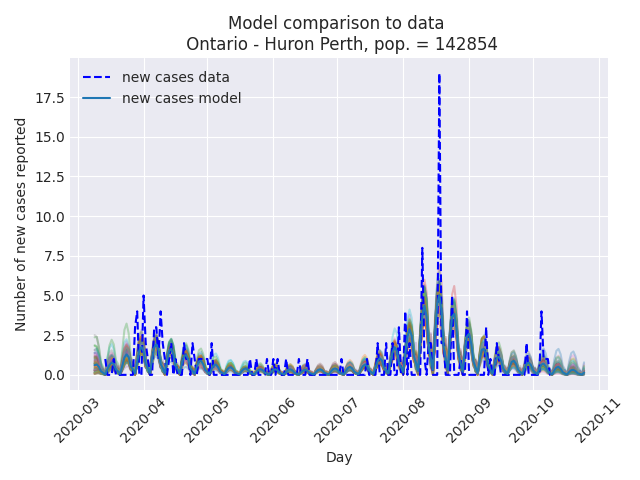 Model comparison to data
Ontario - Huron Perth, pop. = 142854
new cases data
new cases model
Number of new cases reported
17.5
15.0
12.5
10.0
7.5
5.0
2.5
0.0
2020-03
2020-04
2020-05
2020-06
2020-07
2020-08
2020-09
2020-10
2020-11
Day